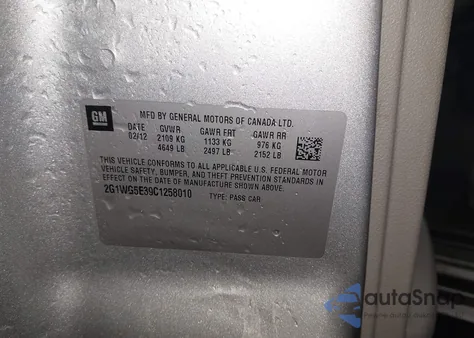 GM
MFD BY GENERAL MOTORS OF CANADA LTD.
DATE GVWR GAWR FRT GAWR RR
02/12 2109 KG 1133 KG 976 KG
4649 LB 2497 LB 2152 LB
THIS VEHICLE CONFORMS TO ALL APPLICABLE U.S. FEDERAL MOTOR
VEHICLE SAFETY, BUMPER, AND THEFT PREVENTION STANDARDS IN
EFFECT ON THE DATE OF MANUFACTURE SHOWN ABOVE.
2G1WG5E39C1258010
TYPE: PASS CAR
autaSnap